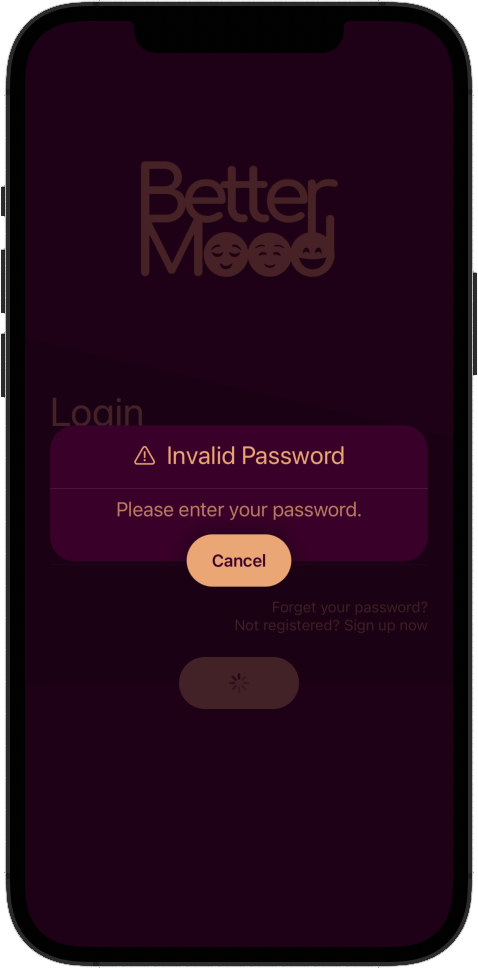 Better
Mood
Login
Invalid Password
Please enter your password.
Cancel
Forget your password?
Not registered? Sign up now